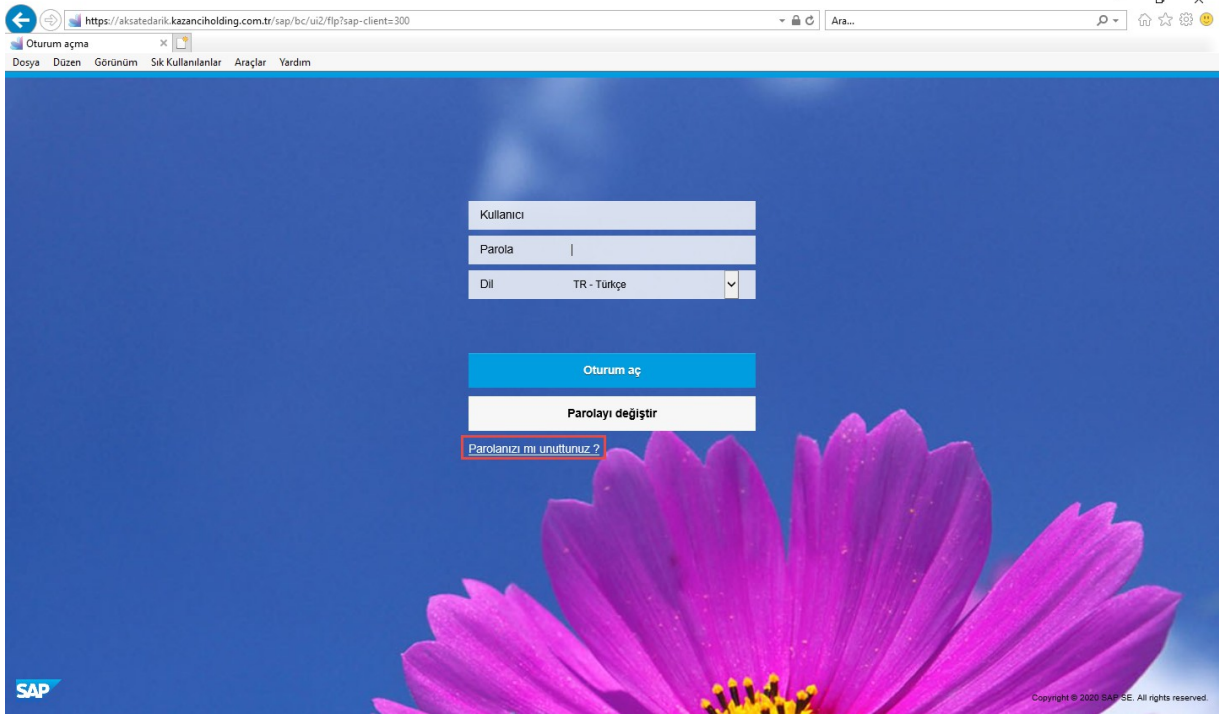 https://aksatedarik.kazanciholding.com.tr/sap/bc/ui2/flp?sap-client=300
Ara...
Oturum açma
Dosya Düzen Görünüm Sık Kullanılanlar Araçlar Yardım
Kullanıcı
Parola
Dil TR - Türkçe
Oturum aç
Parolayı değiştir
Parolanızı mı unuttunuz ?
SAP
Copyright © 2020 SAP SE. All rights reserved.